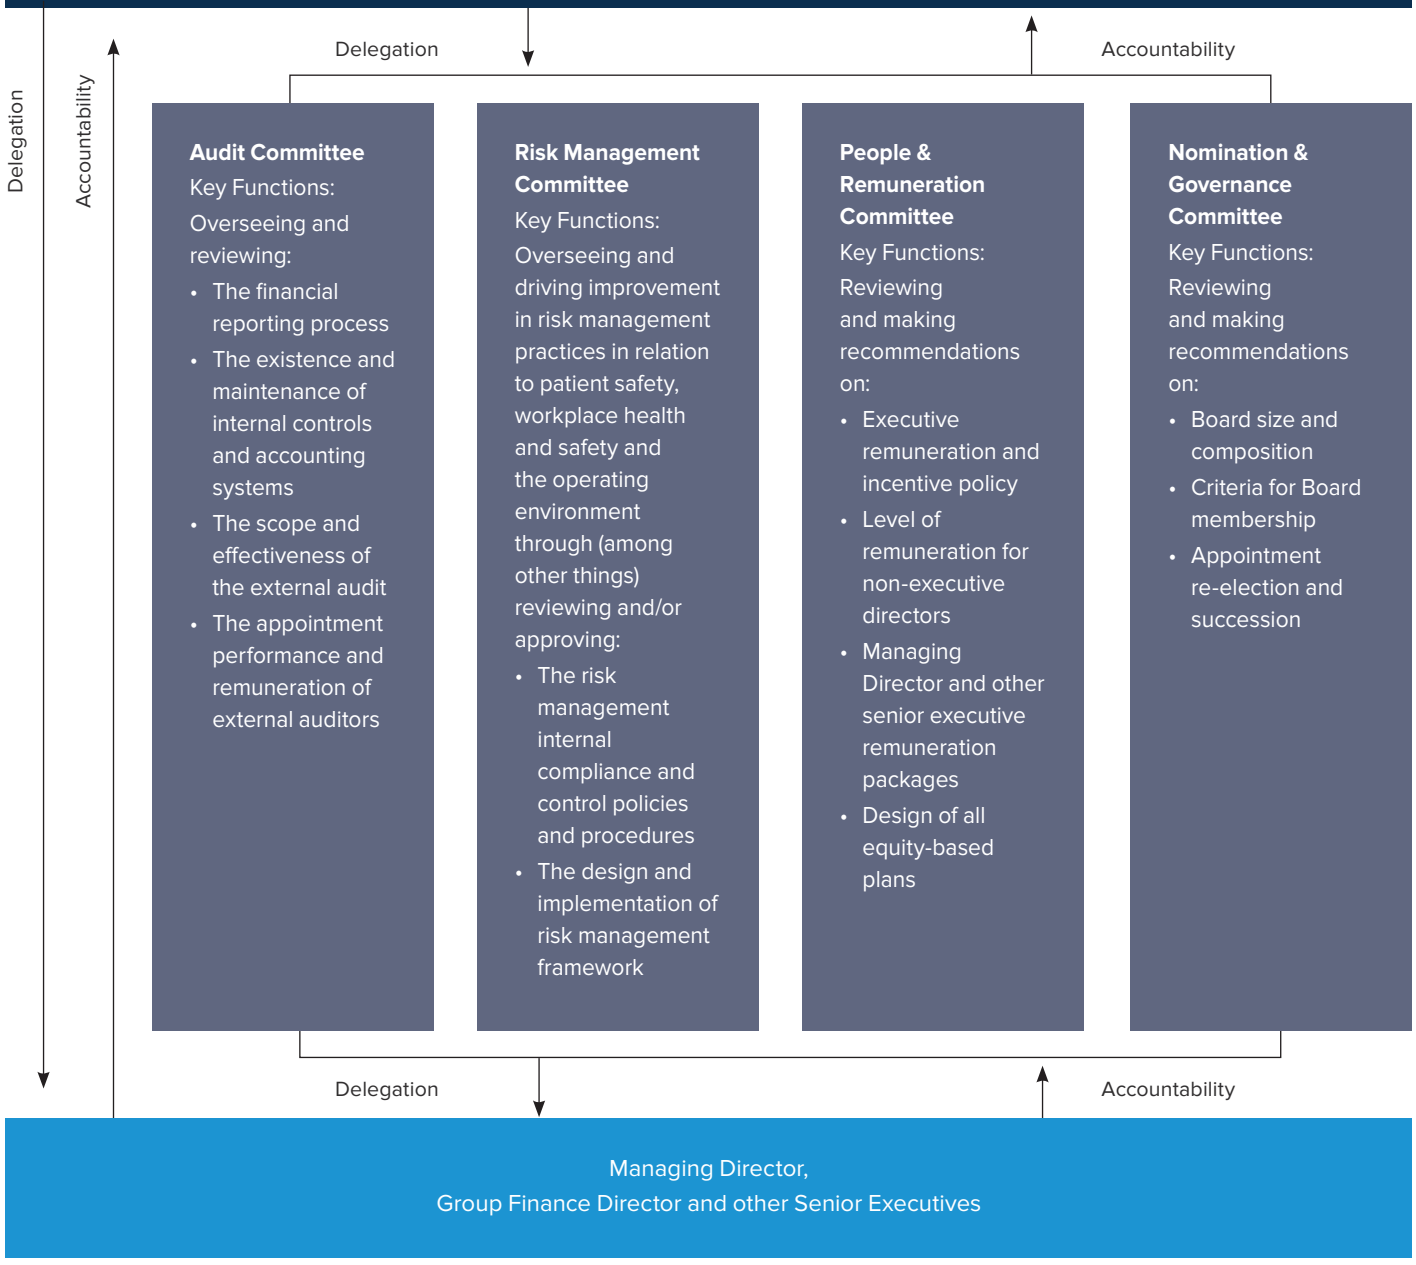 Delegation
Accountability
Delegation
Accountability
Audit Committee
Key Functions:
Overseeing and
reviewing:
• The financial
reporting process
• The existence and
maintenance of
internal controls
and accounting
systems
• The scope and
effectiveness of
the external audit
• The appointment
performance and
remuneration of
external auditors
Risk Management
Committee
Key Functions:
Overseeing and
driving improvement
in risk management
practices in relation
to patient safety,
workplace health
and safety and
the operating
environment
through (among
other things)
reviewing and/or
approving:
• The risk
management
internal
compliance and
control policies
and procedures
• The design and
implementation of
risk management
framework
People &
Remuneration
Committee
Key Functions:
Reviewing
and making
recommendations
on:
• Executive
remuneration and
incentive policy
• Level of
remuneration for
non-executive
directors
• Managing
Director and other
senior executive
remuneration
packages
• Design of all
equity-based
plans
Nomination &
Governance
Committee
Key Functions:
Reviewing
and making
recommendations
on:
• Board size and
composition
• Criteria for Board
membership
• Appointment
re-election and
succession
Delegation
Accountability
Managing Director,
Group Finance Director and other Senior Executives